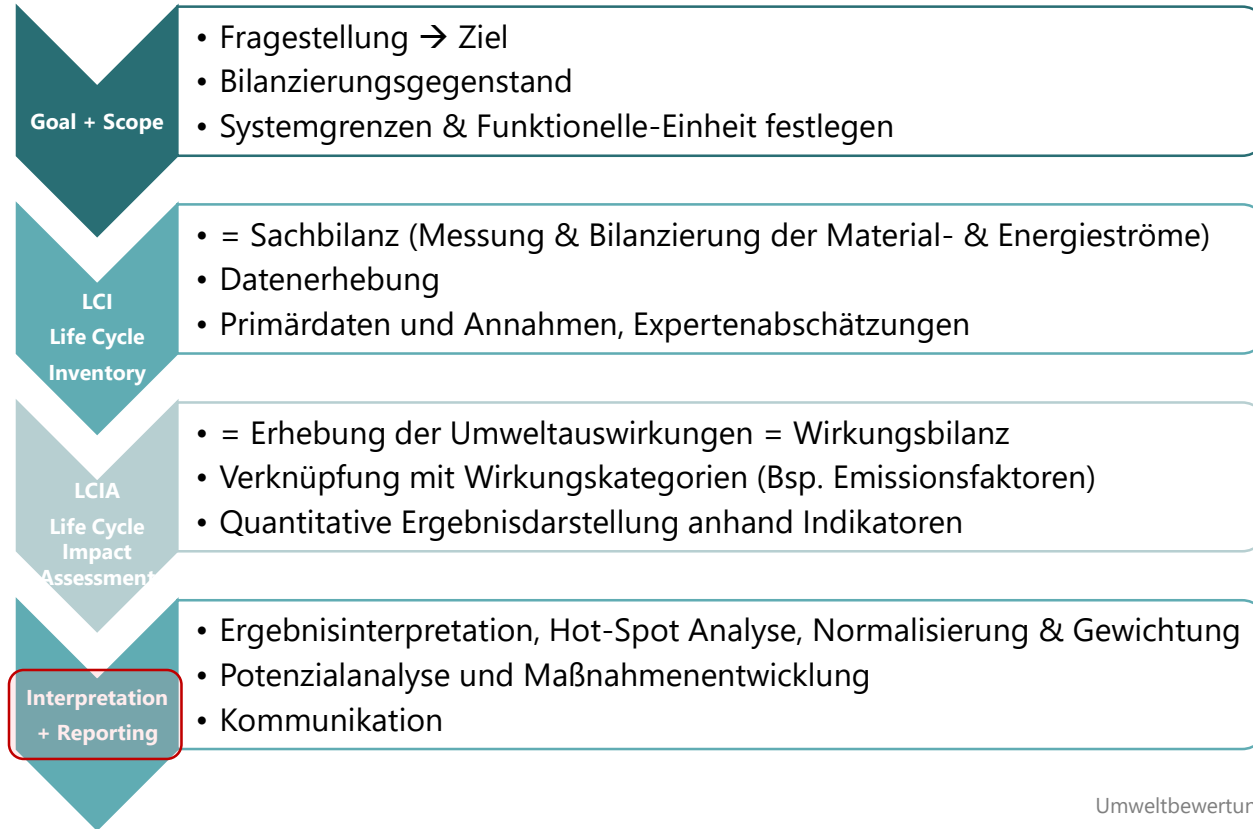 Goal + Scope
• Fragestellung → Ziel
• Bilanzierungsgegenstand
• Systemgrenzen & Funktionelle-Einheit festlegen
LCI
Life Cycle
Inventory
• = Sachbilanz (Messung & Bilanzierung der Material- & Energieströme)
• Datenerhebung
• Primärdaten und Annahmen, Expertenabschätzungen
LCIA
Life Cycle
Impact
Assessment
• = Erhebung der Umweltauswirkungen = Wirkungsbilanz
• Verknüpfung mit Wirkungskategorien (Bsp. Emissionsfaktoren)
• Quantitative Ergebnisdarstellung anhand Indikatoren
Interpretation
+ Reporting
• Ergebnisinterpretation, Hot-Spot Analyse, Normalisierung & Gewichtung
• Potenzialanalyse und Maßnahmenentwicklung
• Kommunikation